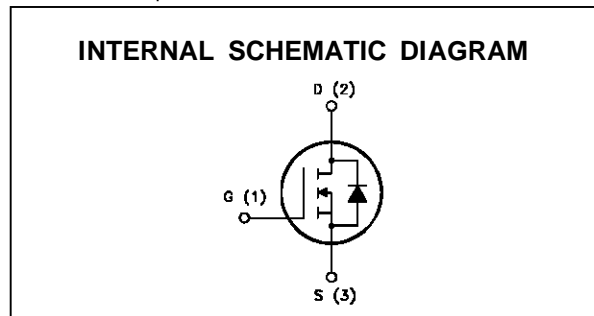 INTERNAL SCHEMATIC DIAGRAM
D (2)
G (1)
S (3)